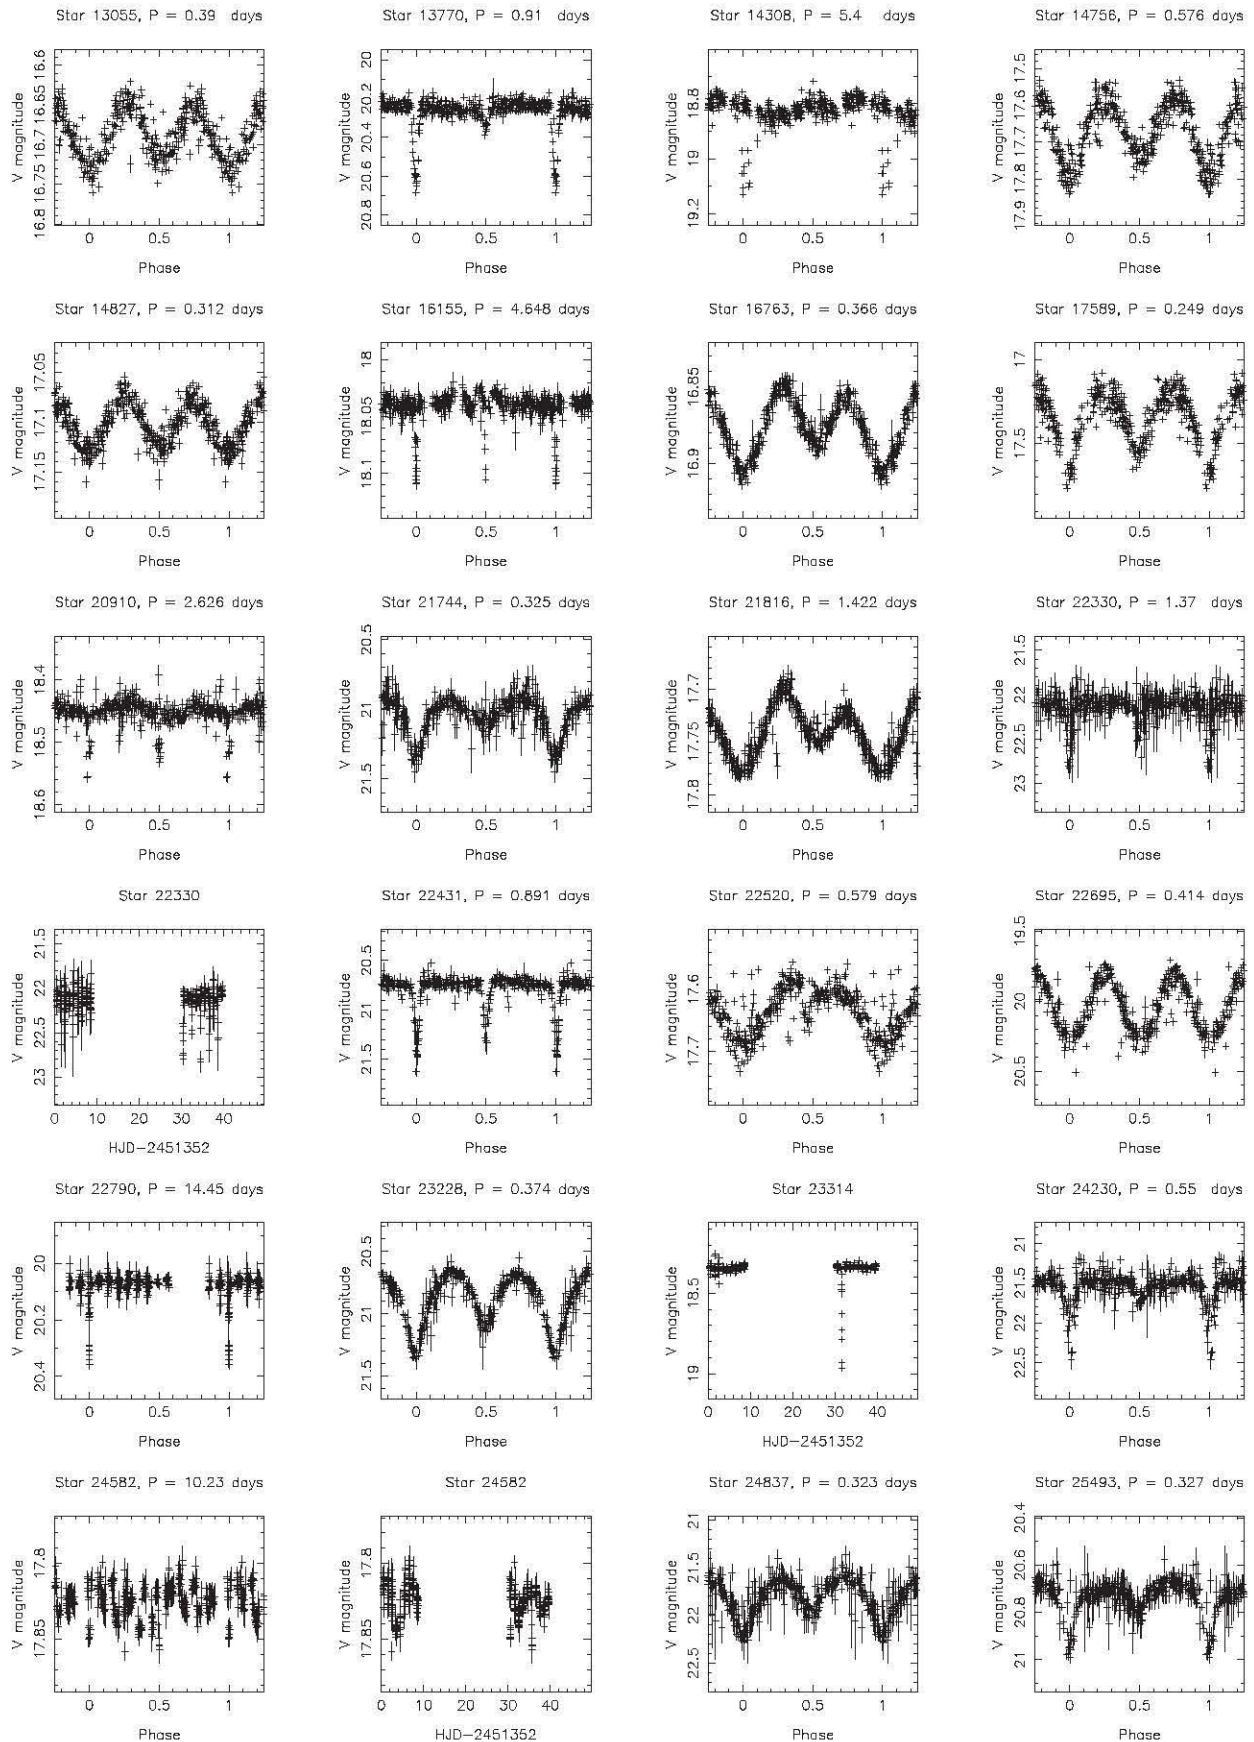 Star 13055, P = 0.39 days
Star 13770, P = 0.91 days
Star 14308, P = 5.4 days
Star 14756, P = 0.576 days
V magnitude
16.6
16.65
16.7
16.75
16.8
0
0.5
1
Phase
V magnitude
20
20.2
20.4
20.6
20.8
0
0.5
1
Phase
V magnitude
18.8
19
19.2
0
0.5
1
Phase
V magnitude
17.5
17.6
17.7
17.8
17.9
0
0.5
1
Phase
Star 14827, P = 0.312 days
Star 16155, P = 4.648 days
Star 16763, P = 0.366 days
Star 17589, P = 0.249 days
V magnitude
17.05
17.1
17.15
0
0.5
1
Phase
V magnitude
18
18.05
18.1
0
0.5
1
Phase
V magnitude
16.85
16.9
0
0.5
1
Phase
V magnitude
17
17.5
0
0.5
1
Phase
Star 20910, P = 2.626 days
Star 21744, P = 0.325 days
Star 21816, P = 1.422 days
Star 22330, P = 1.37 days
V magnitude
18.4
18.5
18.6
0
0.5
1
Phase
V magnitude
20.5
21
21.5
0
0.5
1
Phase
V magnitude
17.7
17.75
17.8
0
0.5
1
Phase
V magnitude
21.5
22
22.5
23
0
0.5
1
Phase
Star 22330
Star 22431, P = 0.891 days
Star 22520, P = 0.579 days
Star 22695, P = 0.414 days
V magnitude
21.5
22
22.5
23
0
10
20
30
40
HJD-2451352
V magnitude
20.5
21
21.5
0
0.5
1
Phase
V magnitude
17.6
17.7
0
0.5
1
Phase
V magnitude
19.5
20
20.5
0
0.5
1
Phase
Star 22790, P = 14.45 days
Star 23228, P = 0.374 days
Star 23314
Star 24230, P = 0.55 days
V magnitude
20
20.2
20.4
0
0.5
1
Phase
V magnitude
20.5
21
21.5
0
0.5
1
Phase
V magnitude
18.5
19
0
10
20
30
40
HJD-2451352
V magnitude
21
21.5
22
22.5
0
0.5
1
Phase
Star 24582, P = 10.23 days
Star 24582
Star 24837, P = 0.323 days
Star 25493, P = 0.327 days
V magnitude
17.8
17.85
0
0.5
1
Phase
V magnitude
17.8
17.85
0
10
20
30
40
HJD-2451352
V magnitude
21
21.5
22
22.5
0
0.5
1
Phase
V magnitude
20.4
20.6
20.8
21
0
0.5
1
Phase